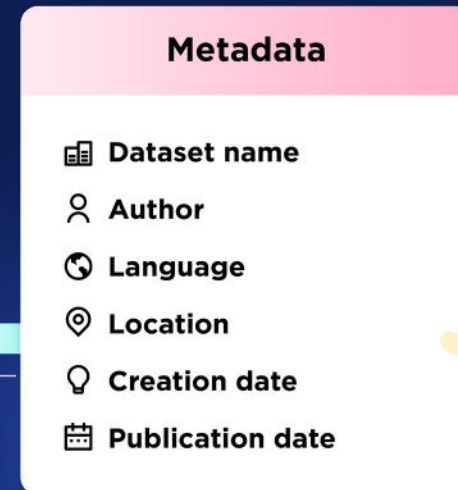 Metadata
Dataset name
Author
Language
Location
Creation date
Publication date